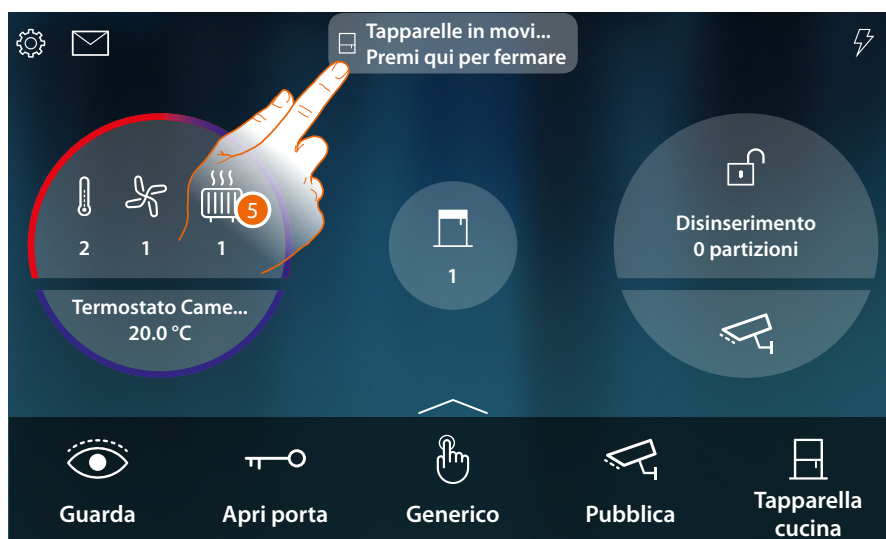 Tapparelle in movi...
Premi qui per fermare
5
2 1 1
Termostato Came...
20.0 °C
1
Disinserimento
0 partizioni
Guarda
Apri porta
Generico
Pubblica
Tapparella
cucina